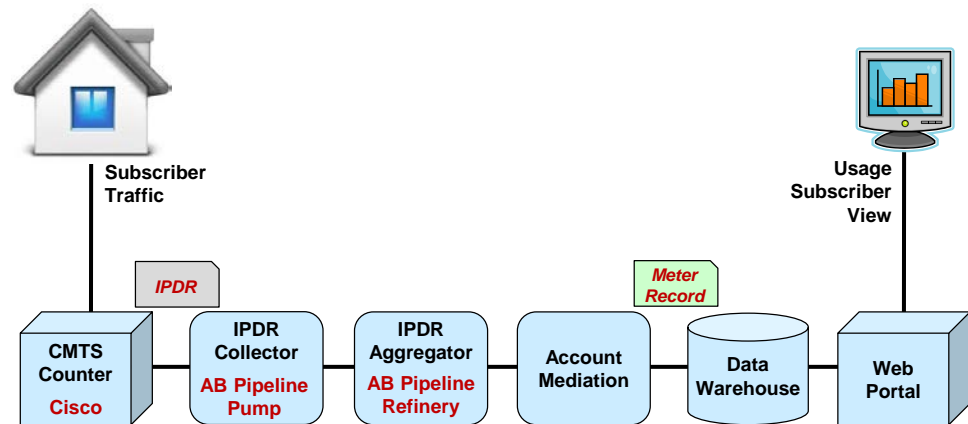 Subscriber
Traffic
Usage
Subscriber
View
IPDR
Meter
Record
CMTS
Counter
Cisco
IPDR
Collector
AB Pipeline
Pump
IPDR
Aggregator
AB Pipeline
Refinery
Account
Mediation
Data
Warehouse
Web
Portal